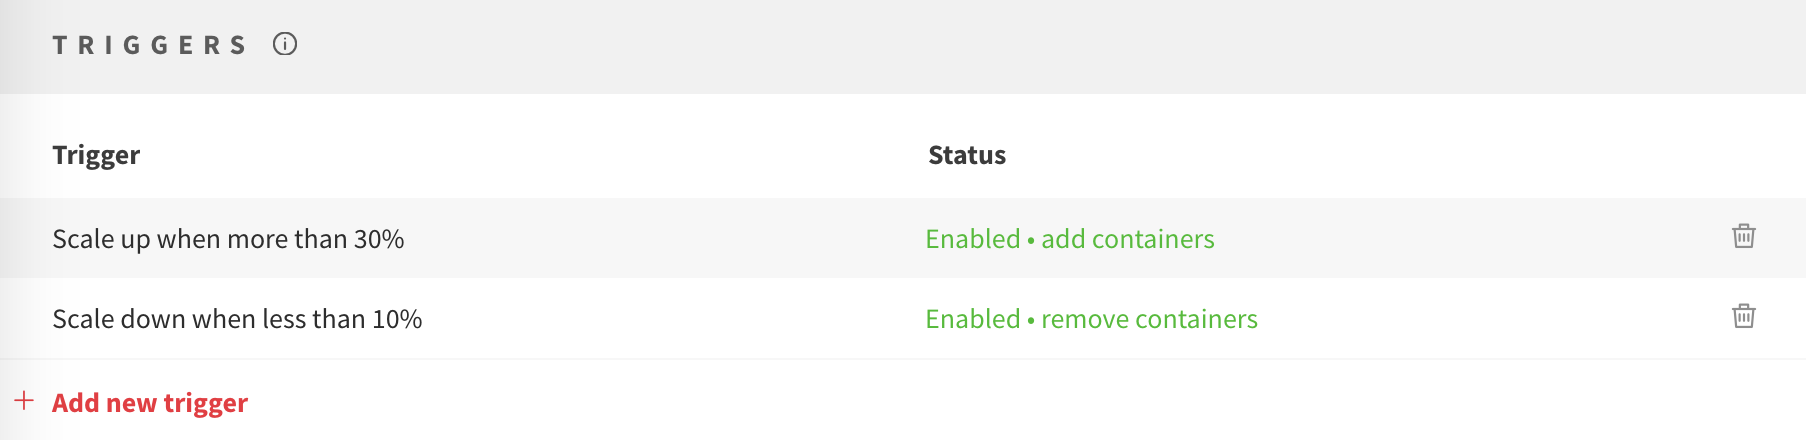 TRIGGERS
Trigger Status
Scale up when more than 30% Enabled • add containers
Scale down when less than 10% Enabled • remove containers
+ Add new trigger